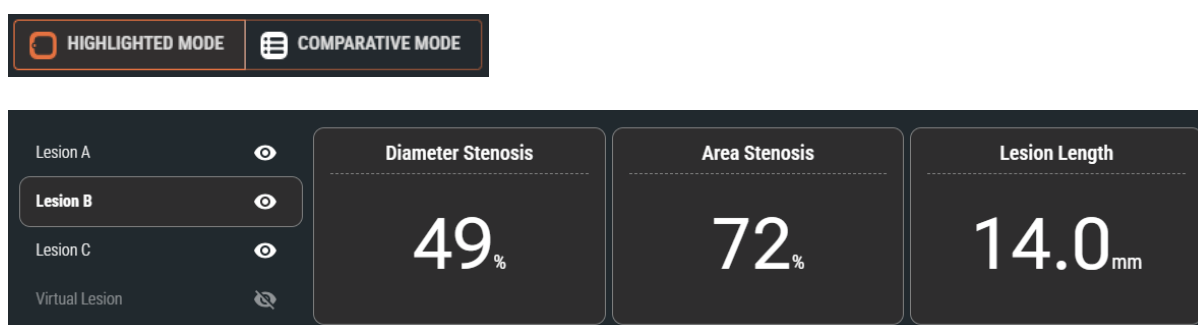 HIGHLIGHTED MODE
COMPARATIVE MODE
Lesion A
Lesion B
Lesion C
Virtual Lesion
Diameter Stenosis
49%
Area Stenosis
72%
Lesion Length
14.0mm